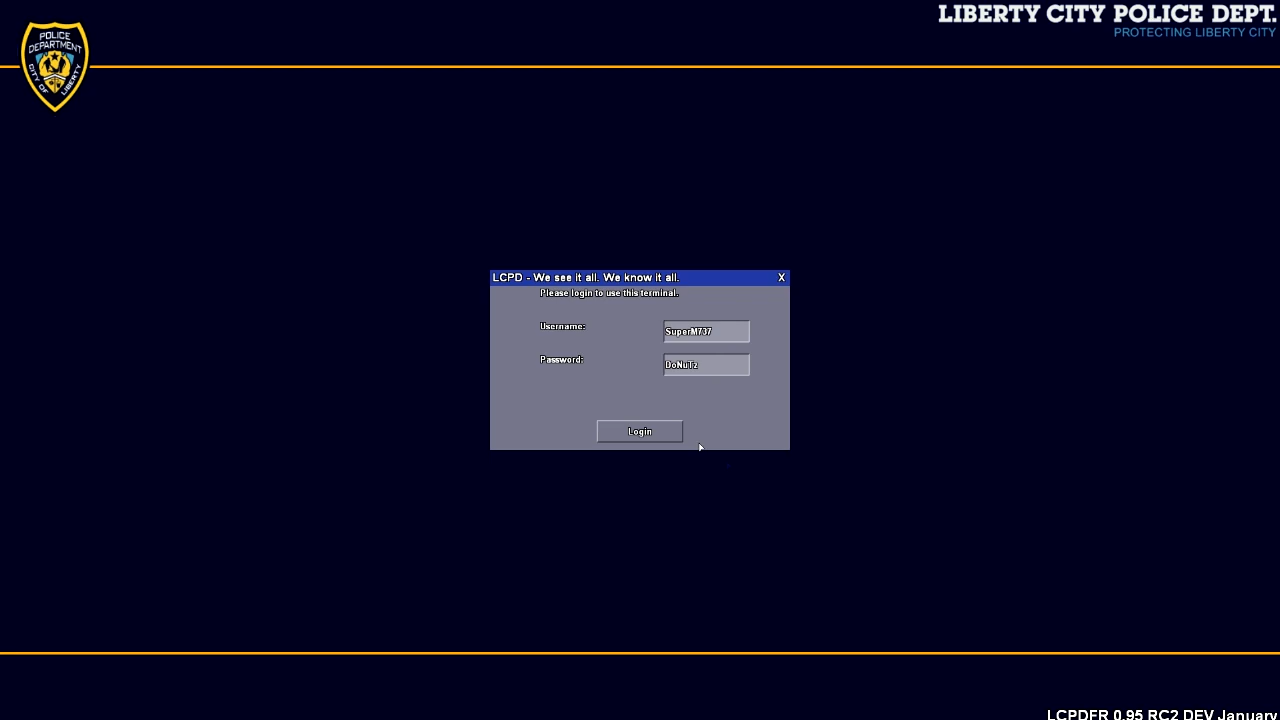 LIBERTY CITY POLICE DEPT.
PROTECTING LIBERTY CITY
POLICE
DEPARTMENT
CITY OF LIBERTY
LCPD - We see it all. We know it all. X
Please login to use this terminal.
Username: SuperM737
Password: DoNuTz
Login
LCPDFR 0.95 RC2 DEV January